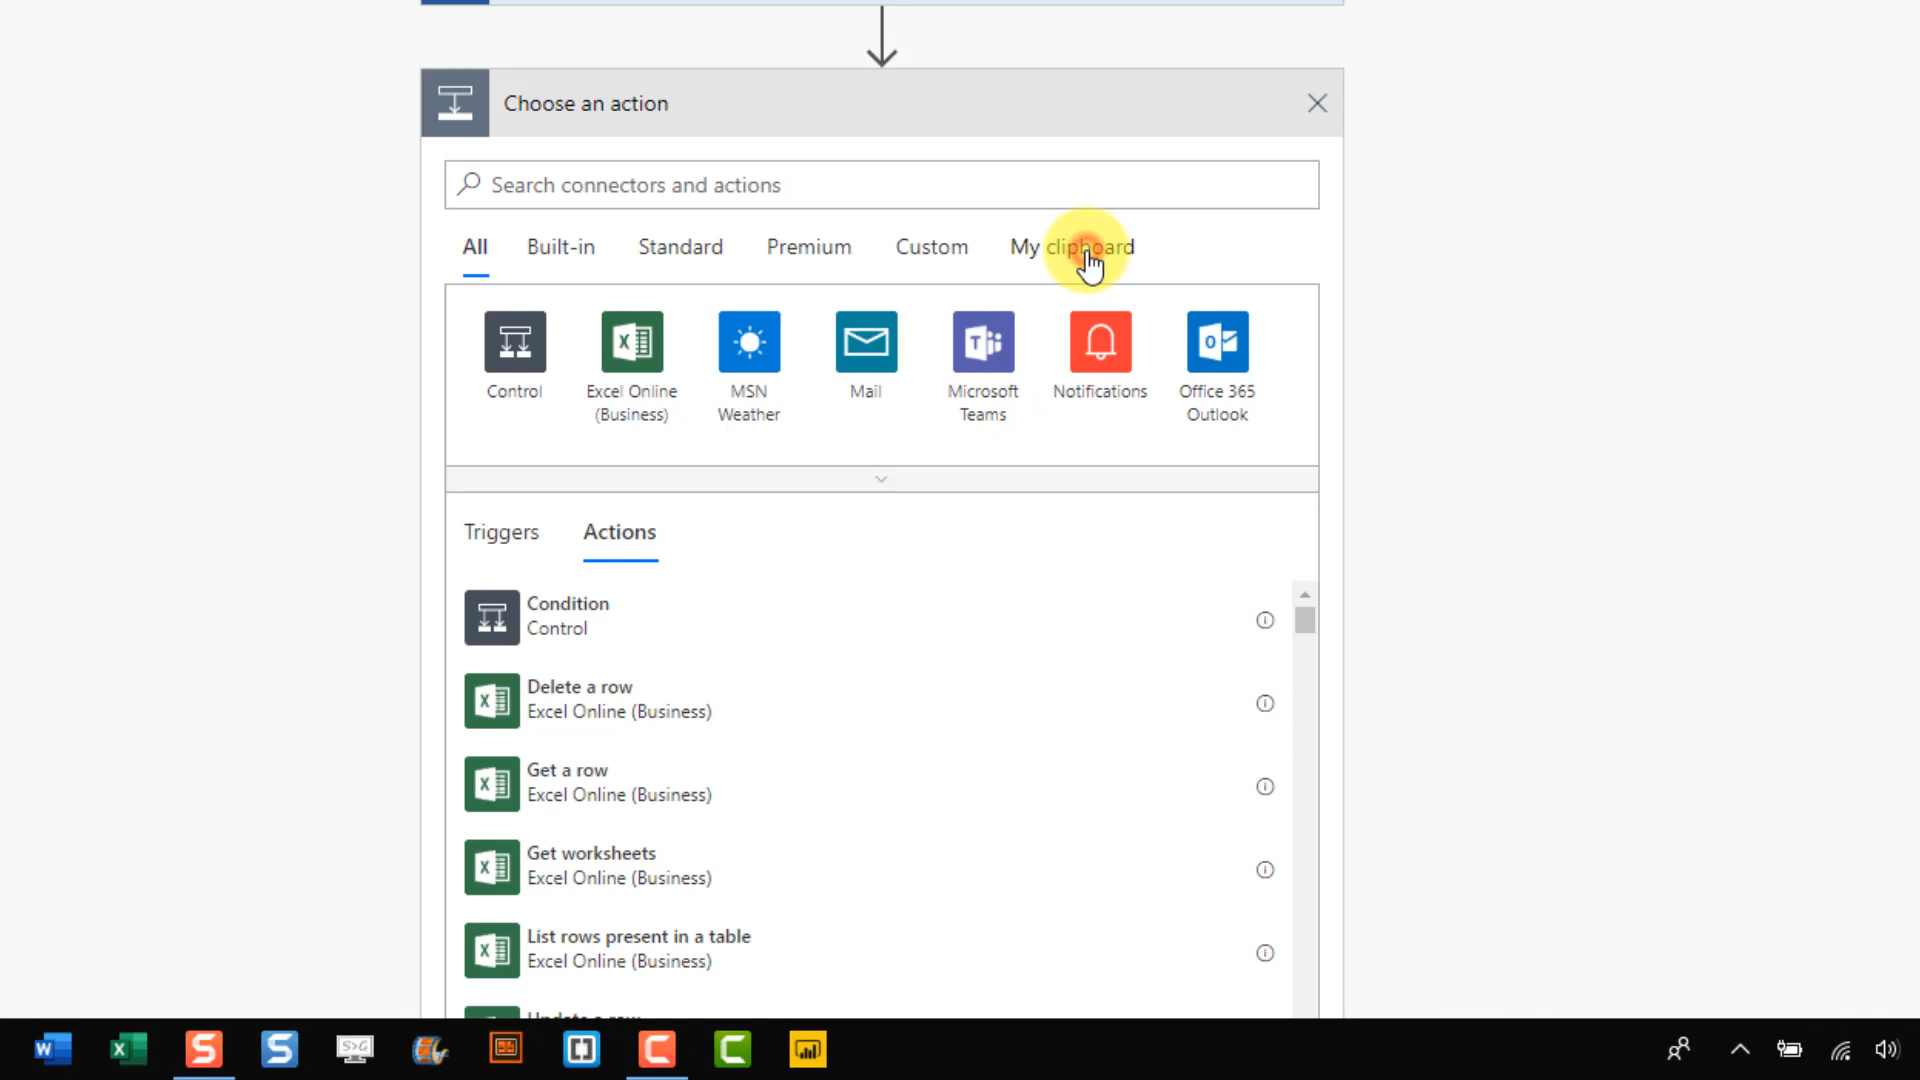 Choose an action
Search connectors and actions
All Built-in Standard Premium Custom My clipboard
Control
Excel Online (Business)
MSN Weather
Mail
Microsoft Teams
Notifications
Office 365 Outlook
Triggers Actions
Condition
Control
Delete a row
Excel Online (Business)
Get a row
Excel Online (Business)
Get worksheets
Excel Online (Business)
List rows present in a table
Excel Online (Business)